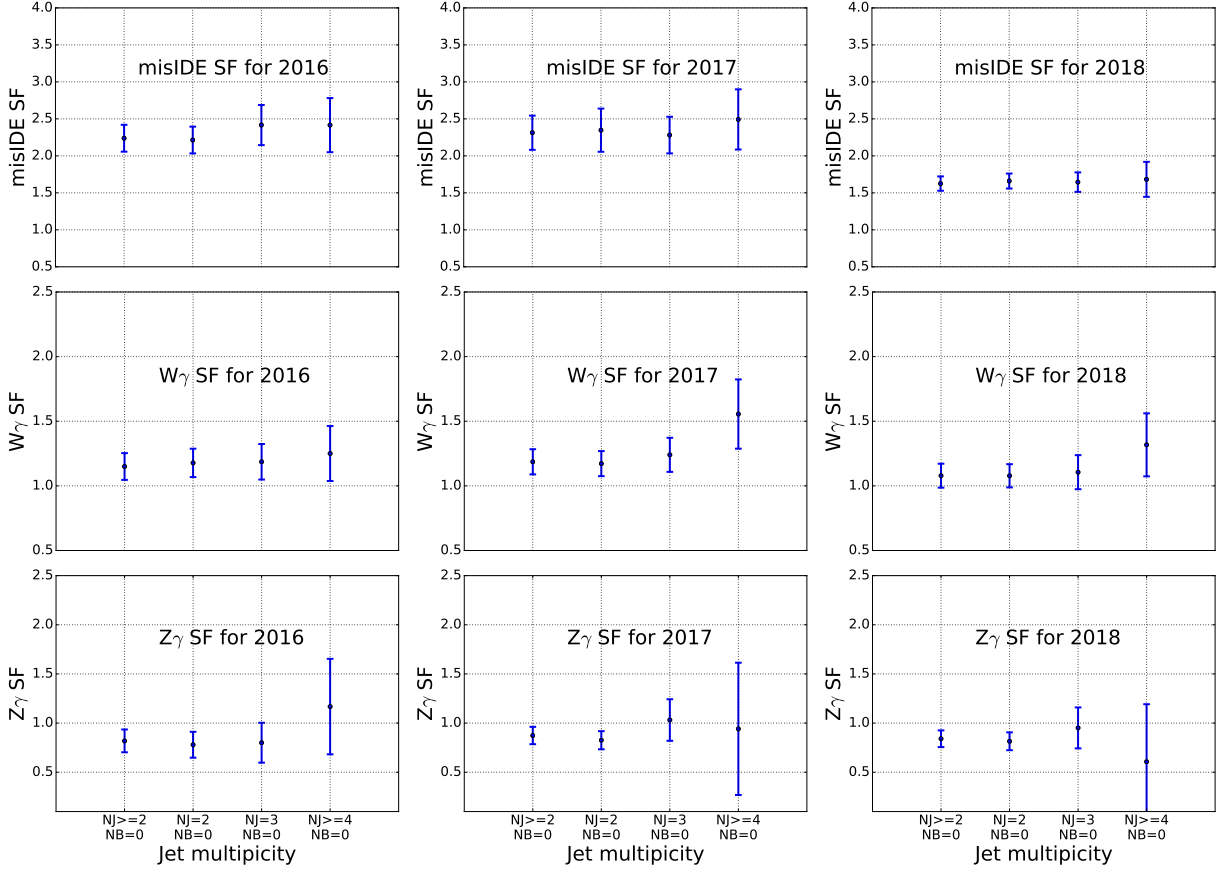 4.0
3.5
3.0
2.5
2.0
1.5
1.0
0.5
misIDE SF
misIDE SF for 2016
4.0
3.5
3.0
2.5
2.0
1.5
1.0
0.5
misIDE SF
misIDE SF for 2017
4.0
3.5
3.0
2.5
2.0
1.5
1.0
0.5
misIDE SF
misIDE SF for 2018
2.5
2.0
1.5
1.0
0.5
Wγ SF
Wγ SF for 2016
2.5
2.0
1.5
1.0
0.5
Wγ SF
Wγ SF for 2017
2.5
2.0
1.5
1.0
0.5
Wγ SF
Wγ SF for 2018
2.5
2.0
1.5
1.0
0.5
Zγ SF
Zγ SF for 2016
NJ>=2 NJ=2 NJ=3 NJ>=4
NB=0 NB=0 NB=0 NB=0
Jet multipicity
2.5
2.0
1.5
1.0
0.5
Zγ SF
Zγ SF for 2017
NJ>=2 NJ=2 NJ=3 NJ>=4
NB=0 NB=0 NB=0 NB=0
Jet multipicity
2.5
2.0
1.5
1.0
0.5
Zγ SF
Zγ SF for 2018
NJ>=2 NJ=2 NJ=3 NJ>=4
NB=0 NB=0 NB=0 NB=0
Jet multipicity